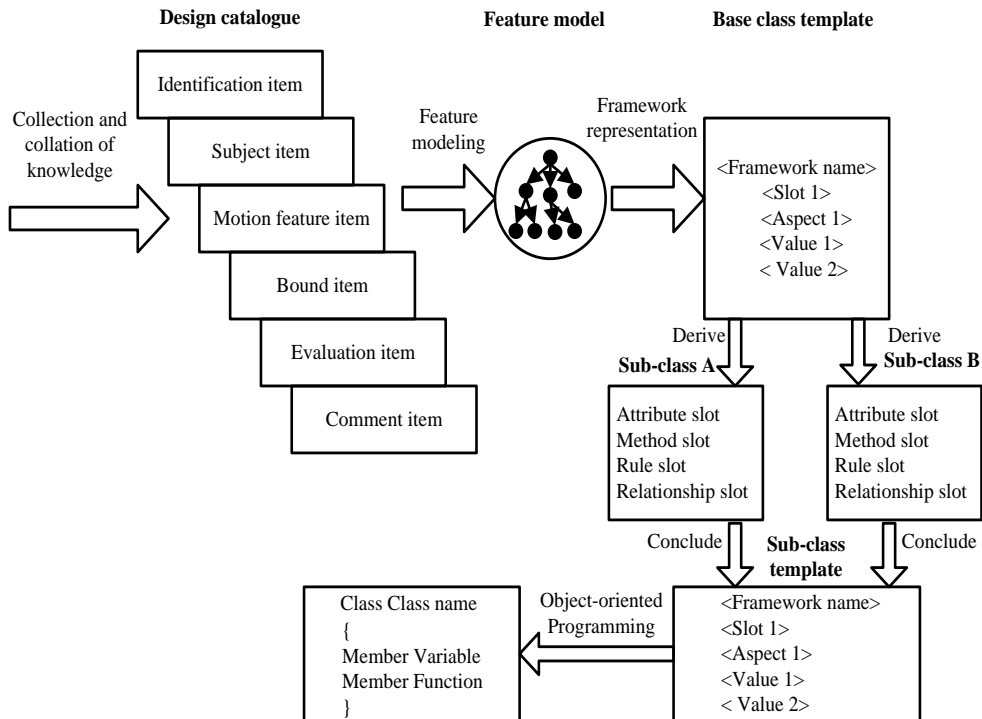 Design catalogue
Feature model
Base class template
Identification item
Subject item
Motion feature item
Bound item
Evaluation item
Comment item
Collection and
collation of
knowledge
Feature
modeling
Framework
representation
<Framework name>
<Slot 1>
<Aspect 1>
<Value 1>
< Value 2>
Derive
Derive
Sub-class A
Sub-class B
Attribute slot
Method slot
Rule slot
Relationship slot
Attribute slot
Method slot
Rule slot
Relationship slot
Conclude
Sub-class
template
Conclude
<Framework name>
<Slot 1>
<Aspect 1>
<Value 1>
< Value 2>
Object-oriented
Programming
Class Class name
{
Member Variable
Member Function
}